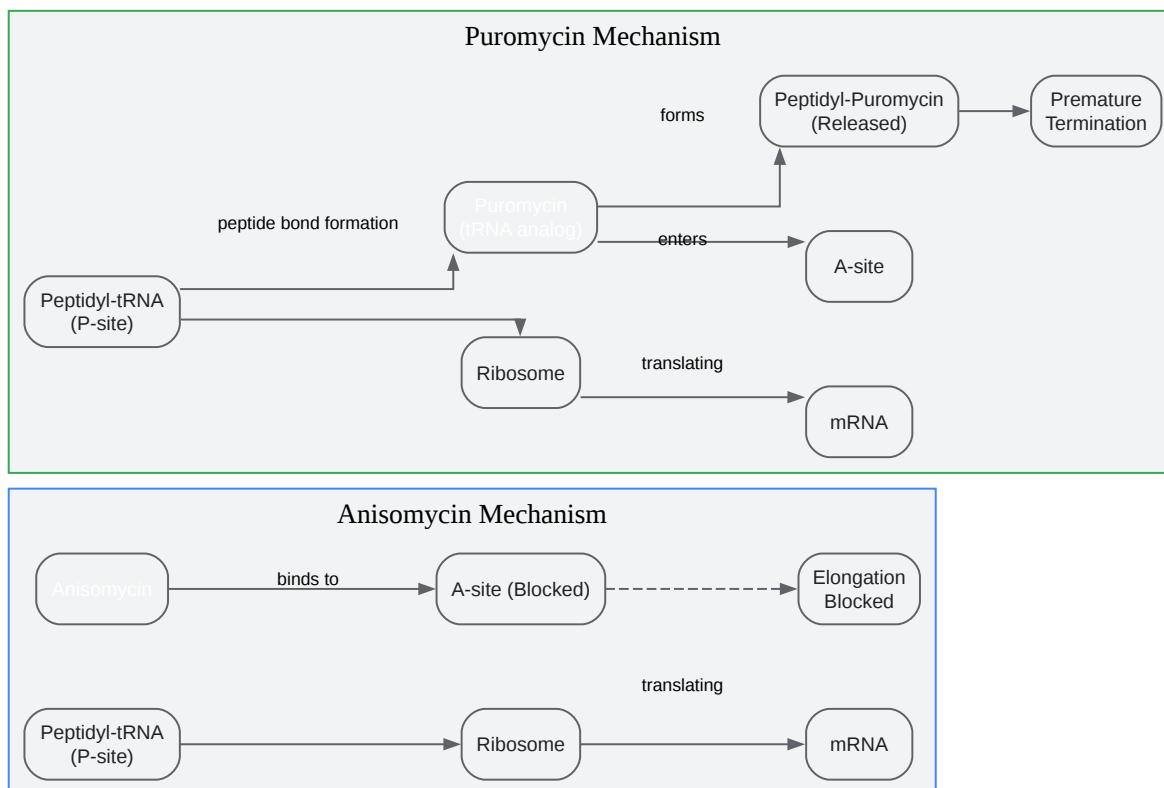 Puromycin Mechanism
Peptidyl-Puromycin
(Released)
Premature
Termination
forms
Puromycin
(tRNA analog)
peptide bond formation
enters
A-site
Peptidyl-tRNA
(P-site)
Ribosome
translating
mRNA
Anisomycin Mechanism
Anisomycin
binds to
A-site (Blocked)
Elongation
Blocked
translating
Peptidyl-tRNA
(P-site)
Ribosome
mRNA